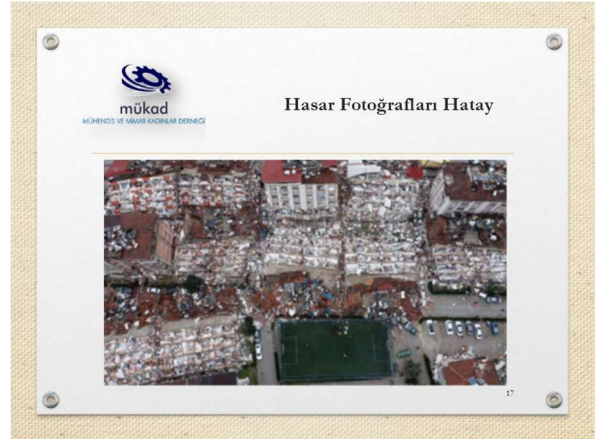 mükad
MÜHENDİS VE MİMAR KADINLAR DERNEĞİ
Hasar Fotoğrafları Hatay
17